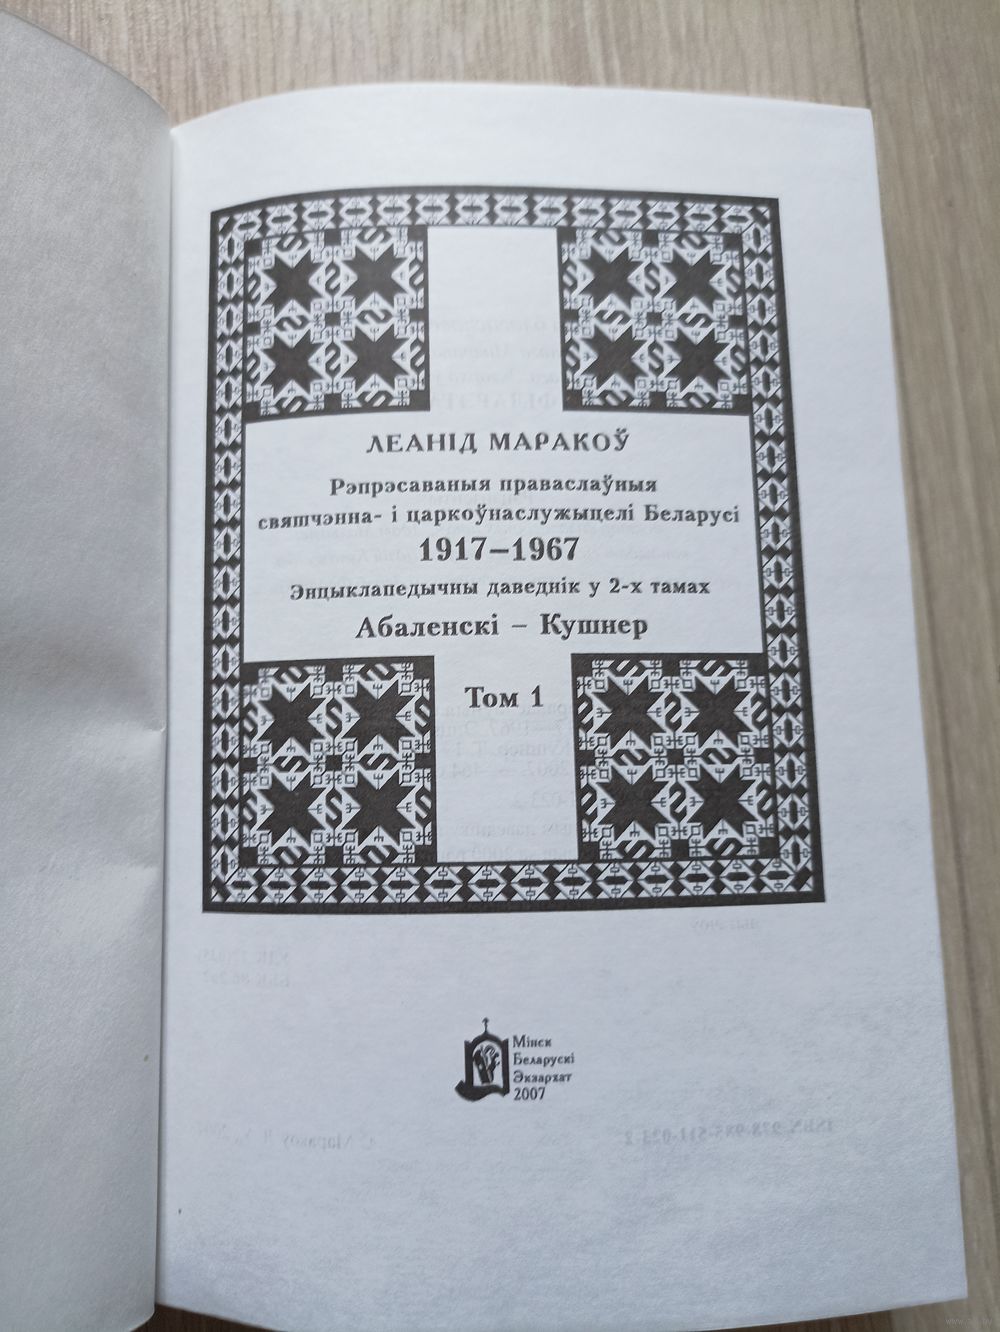 ЛЕАНІД МАРАКОЎ
Рэпрэсаваныя праваслаўныя
святчэнна- і царкоўнаслужыцелі Беларусі
1917–1967
Энцыклапедычны даведнік у 2-х тамах
Абаленскі – Кушнер
Том 1
Мінск
Беларускі
Экзархат
2007